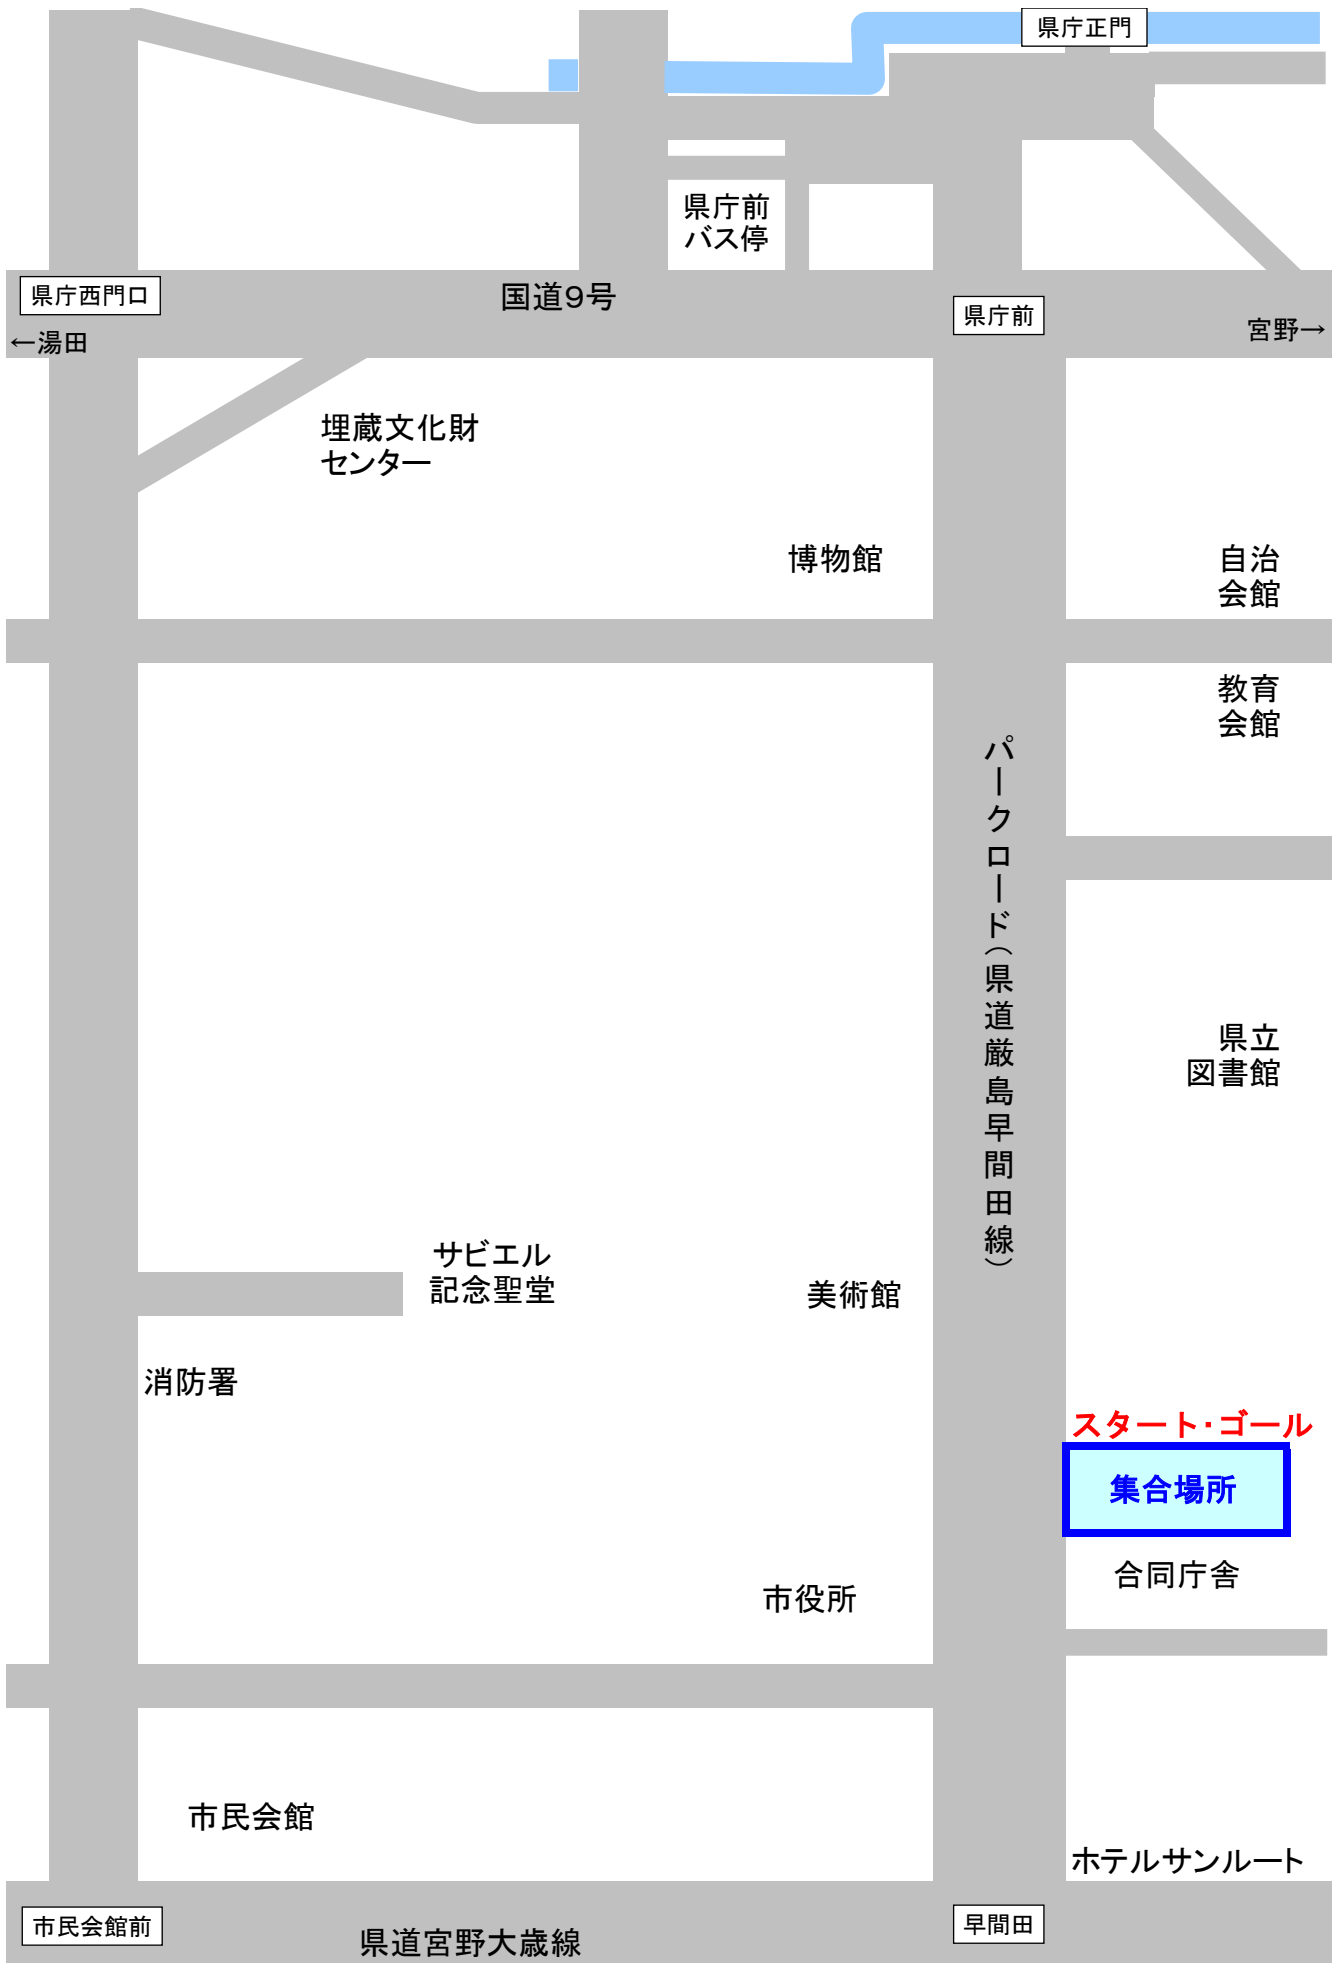 県庁正門
県庁前
バス停
県庁西門口
国道９号
県庁前
←湯田
宮野→
埋蔵文化財
センター
博物館
自治
会館
教育
会館
パークロード（県道厳島早間田線）
県立
図書館
サビエル
記念聖堂
美術館
消防署
スタート・ゴール
集合場所
合同庁舎
市役所
市民会館
ホテルサンルート
市民会館前
早間田
県道宮野大歳線